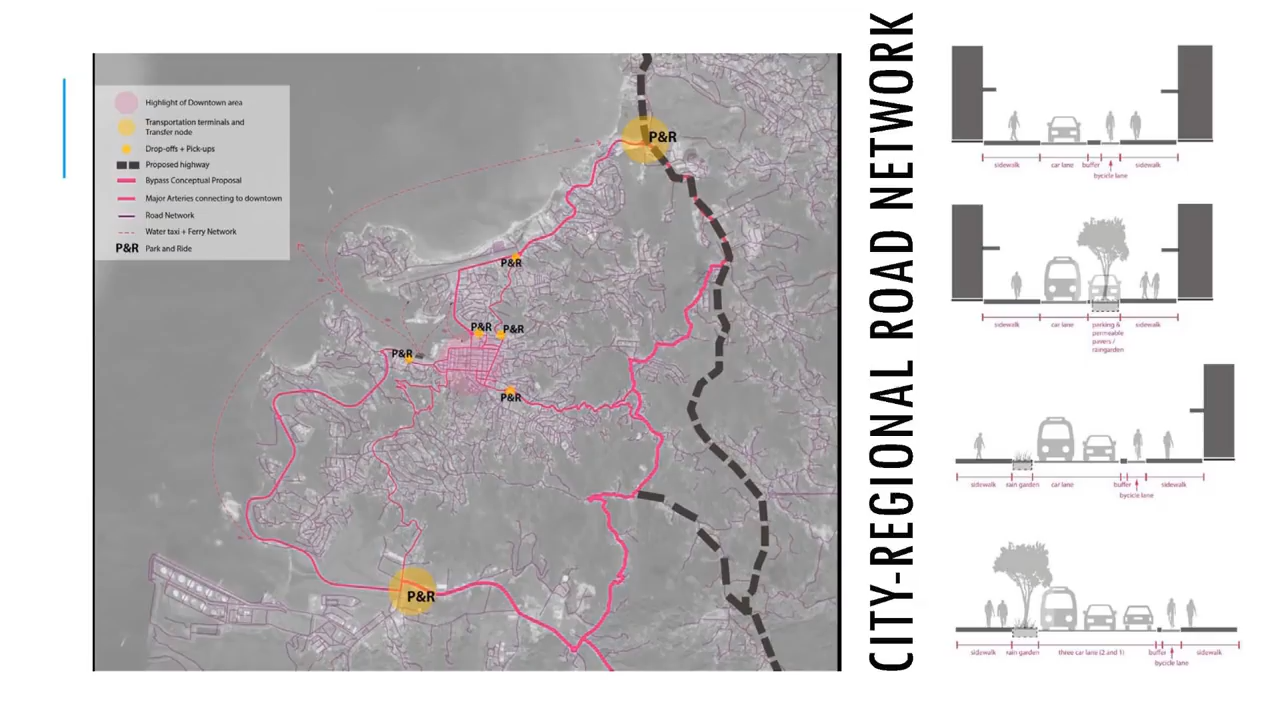 Highlight of Downtown area
Transportation terminals and
Transfer node
Drop-offs + Pick-ups
Proposed highway
Bypass Conceptual Proposal
Major Arteries connecting to downtown
Road Network
Water taxi + Ferry Network
P&R Park and Ride
P&R
P&R
P&R
P&R
P&R
P&R
P&R
CITY-REGIONAL ROAD NETWORK
sidewalk car lane buffer sidewalk
bycicle lane
sidewalk car lane parking & sidewalk
permeable
pavers /
raingarden
sidewalk rain garden car lane buffer sidewalk
bycicle lane
sidewalk rain garden three car lane (2 and 1) buffer sidewalk
bycicle lane